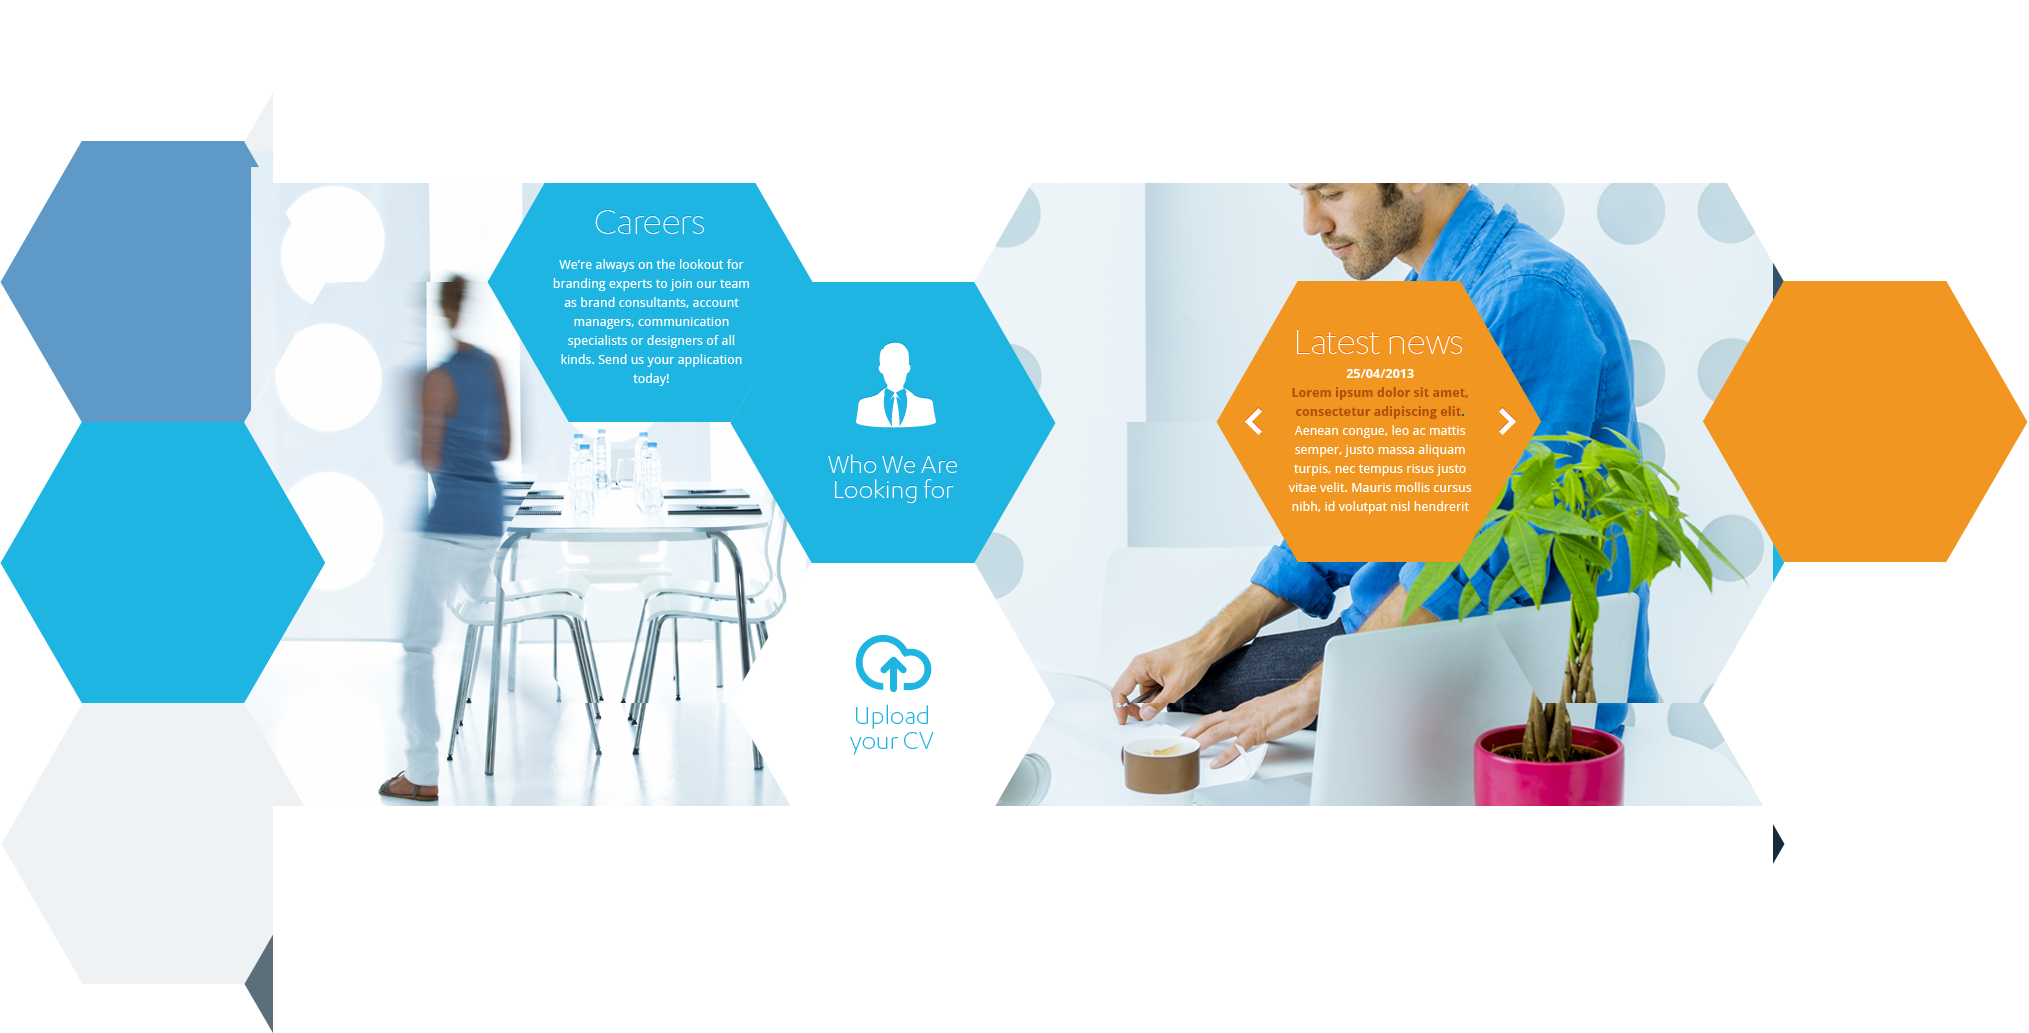 Careers
We're always on the lookout for
branding experts to join our team
as brand consultants, account
managers, communication
specialists or designers of all
kinds. Send us your application
today!
Who We Are
Looking for
Upload
your CV
Latest news
25/04/2013
Lorem ipsum dolor sit amet,
consectetur adipiscing elit.
Aenean congue, leo ac mattis
semper, justo massa aliquam
turpis, nec tempus risus justo
vitae velit. Mauris mollis cursus
nibh, id volutpat nisl hendrerit